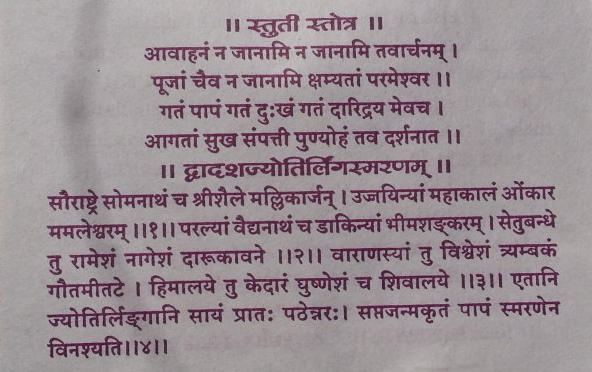 ।। स्तुती स्तोत्र ।।
आवाहनं न जानामि न जानामि तवार्चनम् ।
पूजां चैव न जानामि क्षम्यतां परमेश्वर ।।
गतं पापं गतं दुःखं गतं दारिद्रय मेवच ।
आगतां सुख संपत्ती पुण्योहं तव दर्शनात ।।
।। द्वादशज्योतिर्लिंगस्मरणम् ।।
सौराष्ट्रे सोमनाथं च श्रीशैले मल्लिकार्जन् । उज्जयिन्यां महाकालं ओंकार
ममलेश्वरम् ।।१।। परल्यां वैद्यनाथं च डाकिन्यां भीमशङ्करम् । सेतुबन्धे
तु रामेशं नागेशं दारूकावने ।।२।। वाराणस्यां तु विश्वेशं त्र्यम्बकं
गौतमीतटे । हिमालये तु केदारं घुष्णेशं च शिवालये ।।३।। एतानि
ज्योतिर्लिङ्गानि सायं प्रातः पठेन्नरः। सप्तजन्मकृतं पापं स्मरणेन
विनश्यति।।४।।